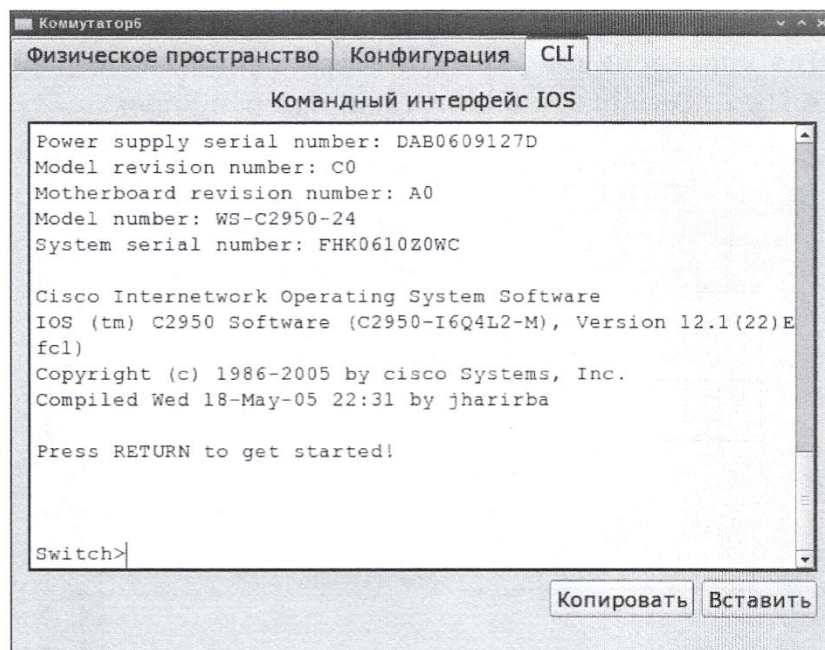 Коммутатор6
Физическое пространство Конфигурация CLI
Командный интерфейс IOS
Power supply serial number: DAB0609127D
Model revision number: C0
Motherboard revision number: A0
Model number: WS-C2950-24
System serial number: FHK0610Z0WC
Cisco Internetwork Operating System Software
IOS (tm) C2950 Software (C2950-I6Q4L2-M), Version 12.1(22)E
fc1)
Copyright (c) 1986-2005 by cisco Systems, Inc.
Compiled Wed 18-May-05 22:31 by jharirba
Press RETURN to get started!
Switch>
Копировать Вставить